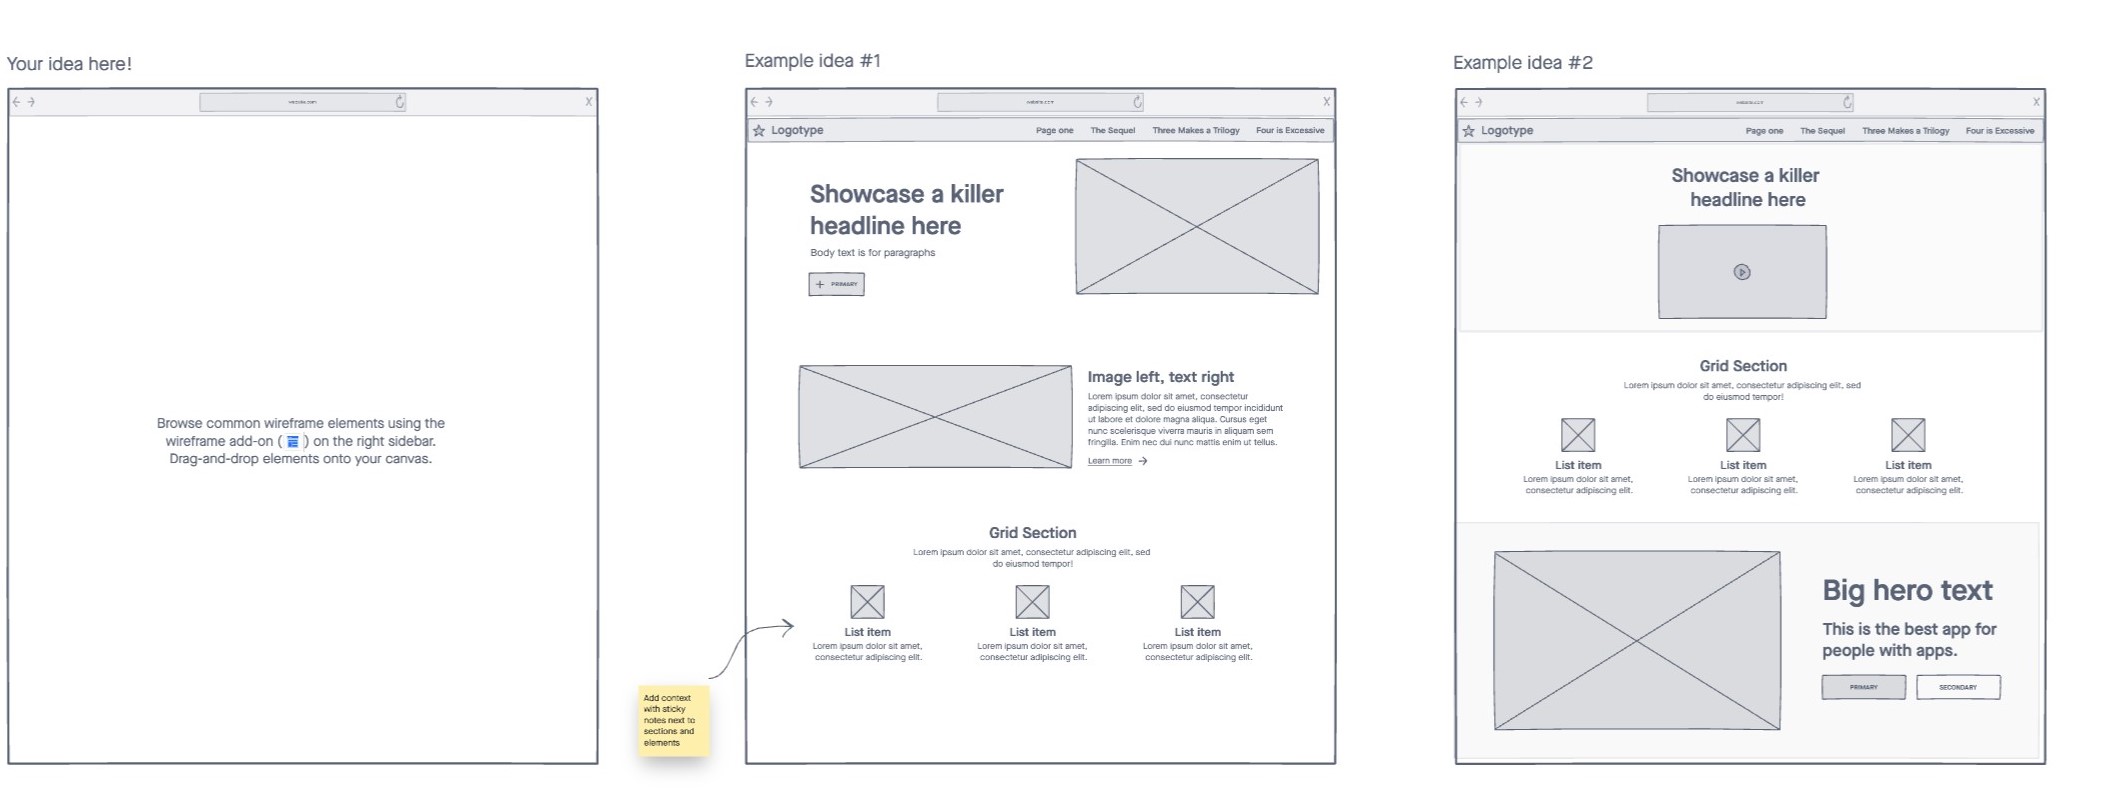 Your idea here!
X
Browse common wireframe elements using the
wireframe add-on ( ) on the right sidebar.
Drag-and-drop elements onto your canvas.
Example idea #1
X
Logotype
Page one
The Sequel
Three Makes a Trilogy
Four is Excessive
Showcase a killer
headline here
Body text is for paragraphs
+ PRIMARY
Image left, text right
Lorem ipsum dolor sit amet, consectetur
adipiscing elit, sed do eiusmod tempor incididunt
ut labore et dolore magna aliqua. Cursus eget
nunc scelerisque viverra mauris in aliquam sem
fringilla. Enim nec dui nunc mattis enim ut tellus.
Learn more
Grid Section
Lorem ipsum dolor sit amet, consectetur adipiscing elit, sed
do eiusmod tempor!
List item
Lorem ipsum dolor sit amet,
consectetur adipiscing elit.
List item
Lorem ipsum dolor sit amet,
consectetur adipiscing elit.
List item
Lorem ipsum dolor sit amet,
consectetur adipiscing elit.
Add context
with sticky
notes next to
sections and
elements
Example idea #2
X
Logotype
Page one
The Sequel
Three Makes a Trilogy
Four is Excessive
Showcase a killer
headline here
Grid Section
Lorem ipsum dolor sit amet, consectetur adipiscing elit, sed
do eiusmod tempor!
List item
Lorem ipsum dolor sit amet,
consectetur adipiscing elit.
List item
Lorem ipsum dolor sit amet,
consectetur adipiscing elit.
List item
Lorem ipsum dolor sit amet,
consectetur adipiscing elit.
Big hero text
This is the best app for
people with apps.
PRIMARY
SECONDARY